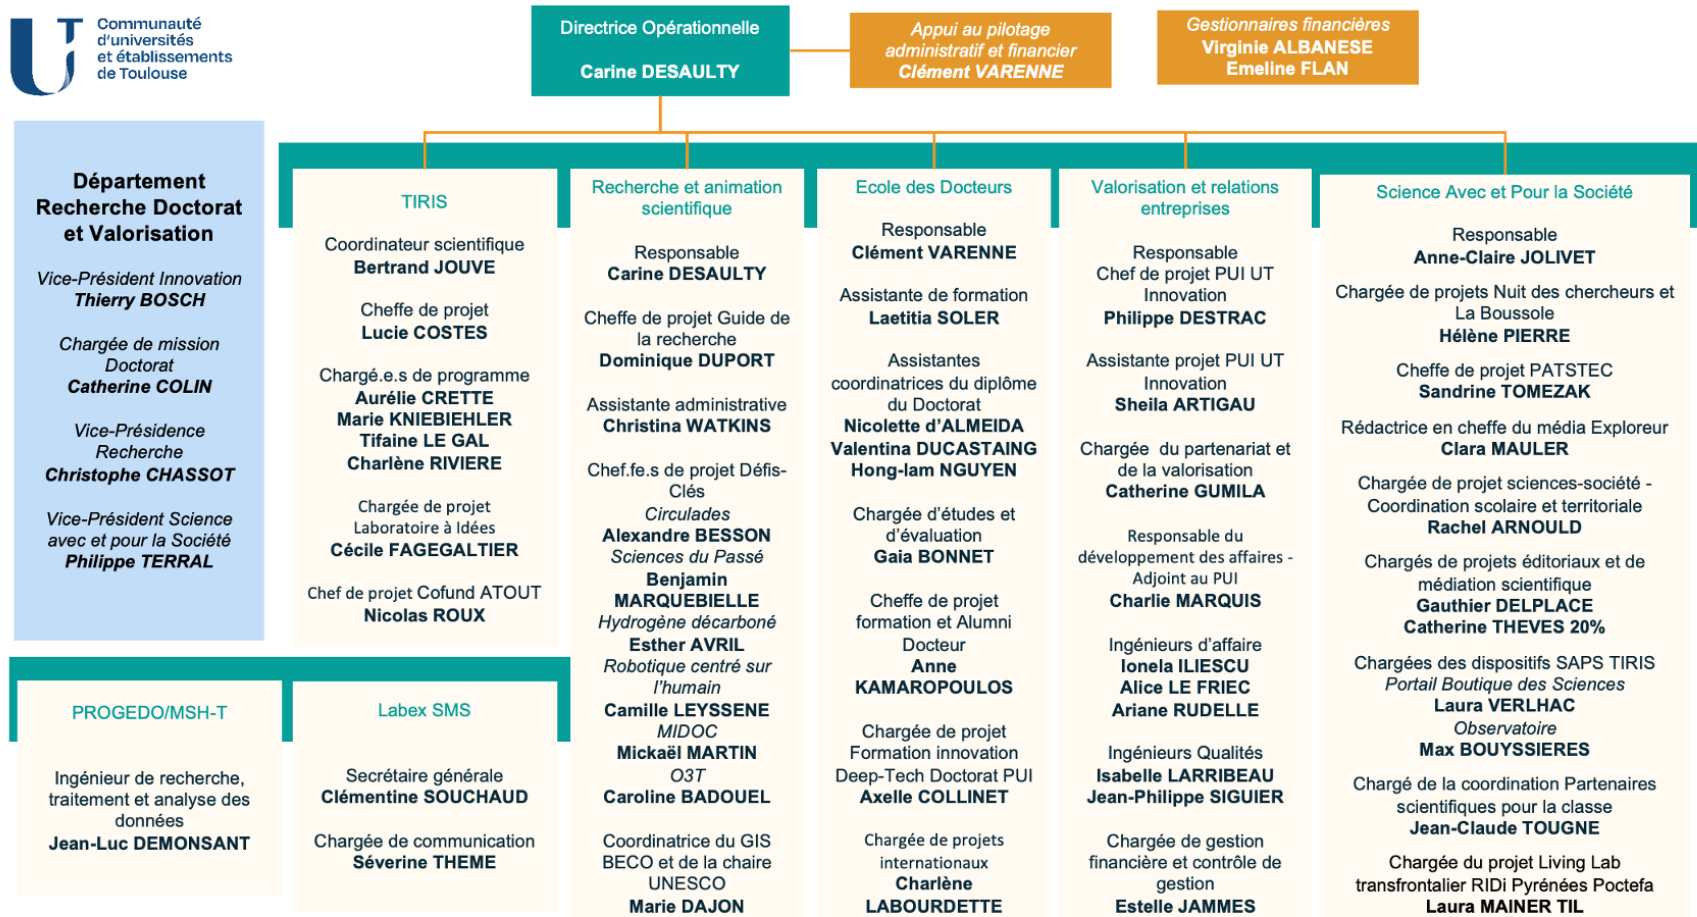 Communauté
d'universités
et établissements
de Toulouse
Directrice Opérationnelle
Carine DESAULTY
Appui au pilotage
administratif et financier
Clément VARENNE
Gestionnaires financières
Virginie ALBANESE
Emeline FLAN
Département
Recherche Doctorat
et Valorisation
Vice-Président Innovation
Thierry BOSCH
Chargée de mission
Doctorat
Catherine COLIN
Vice-Présidence
Recherche
Christophe CHASSOT
Vice-Président Science
avec et pour la Société
Philippe TERRAL
TIRIS
Coordinateur scientifique
Bertrand JOUVE
Cheffe de projet
Lucie COSTES
Chargé.e.s de programme
Aurélie CRETTE
Marie KNIEBIEHLER
Tifaine LE GAL
Charlène RIVIERE
Chargée de projet
Laboratoire à Idées
Cécile FAGEGALTIER
Chef de projet Cofund ATOUT
Nicolas ROUX
Recherche et animation
scientifique
Responsable
Carine DESAULTY
Cheffe de projet Guide de
la recherche
Dominique DUPORT
Assistante administrative
Christina WATKINS
Chef.fe.s de projet Défis-
Clés
Circulades
Alexandre BESSON
Sciences du Passé
Benjamin
MARQUEBIELLE
Hydrogène décarboné
Esther AVRIL
Robotique centré sur
l'humain
Camille LEYSSENE
MIDOC
Mickaël MARTIN
O3T
Caroline BADOUEL
Coordinatrice du GIS
BECO et de la chaire
UNESCO
Marie DAJON
Ecole des Docteurs
Responsable
Clément VARENNE
Assistante de formation
Laetitia SOLER
Assistantes
coordinatrices du diplôme
du Doctorat
Nicolette d'ALMEIDA
Valentina DUCASTAING
Hong-lam NGUYEN
Chargée d'études et
d'évaluation
Gaia BONNET
Cheffe de projet
formation et Alumni
Docteur
Anne
KAMAROPOULOS
Chargée de projet
Formation innovation
Deep-Tech Doctorat PUI
Axelle COLLINET
Chargée de projets
internationaux
Charlène
LABOURDETTE
Valorisation et relations
entreprises
Responsable
Chef de projet PUI UT
Innovation
Philippe DESTRAC
Assistante projet PUI UT
Innovation
Sheila ARTIGAU
Chargée du partenariat et
de la valorisation
Catherine GUMILA
Responsable du
développement des affaires -
Adjoint au PUI
Charlie MARQUIS
Ingénieurs d'affaire
Ionela ILIESCU
Alice LE FRIEC
Ariane RUDELLE
Ingénieurs Qualités
Isabelle LARRIBEAU
Jean-Philippe SIGUIER
Chargée de gestion
financière et contrôle de
gestion
Estelle JAMMES
Science Avec et Pour la Société
Responsable
Anne-Claire JOLIVET
Chargée de projets Nuit des chercheurs et
La Boussole
Hélène PIERRE
Cheffe de projet PATSTEC
Sandrine TOMEZAK
Rédactrice en cheffe du média Exploreur
Clara MAULER
Chargée de projet sciences-société -
Coordination scolaire et territoriale
Rachel ARNOULD
Chargés de projets éditoriaux et de
médiation scientifique
Gauthier DELPLACE
Catherine THEVES 20%
Chargées des dispositifs SAPS TIRIS
Portail Boutique des Sciences
Laura VERLHAC
Observatoire
Max BOUYSSIERES
Chargé de la coordination Partenaires
scientifiques pour la classe
Jean-Claude TOUGNE
Chargée du projet Living Lab
transfrontalier RIDi Pyrénées Poctefa
Laura MAINER TIL
PROGEDO/MSH-T
Ingénieur de recherche,
traitement et analyse des
données
Jean-Luc DEMONSANT
Labex SMS
Secrétaire générale
Clémentine SOUCHAUD
Chargée de communication
Séverine THEME